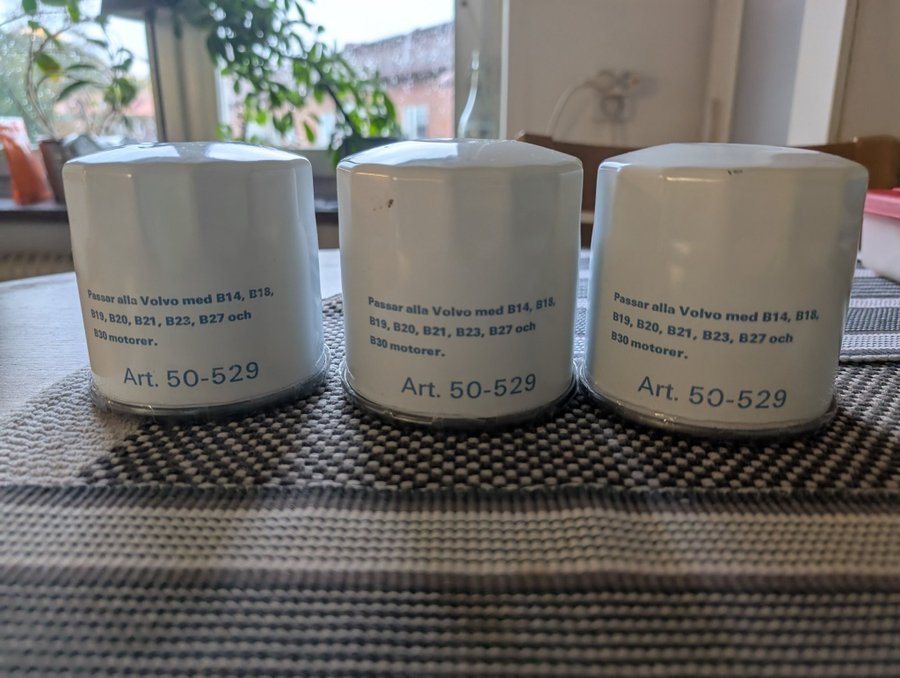 Passar alla Volvo med B14, B18,
B19, B20, B21, B23, B27 och
B30 motorer.
Art. 50-529
Passar alla Volvo med B14, B18,
B19, B20, B21, B23, B27 och
B30 motorer.
Art. 50-529
Passar alla Volvo med B14, B18,
B19, B20, B21, B23, B27 och
B30 motorer.
Art. 50-529